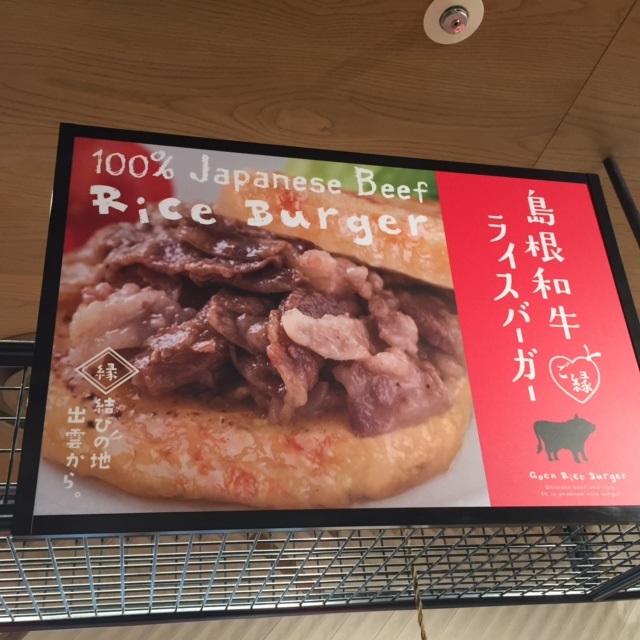 100% Japanese Beef
Rice Burger
縁
結びの地
出雲から。
島根和牛
ライスバーガー
ご縁
Goen Rice Burger